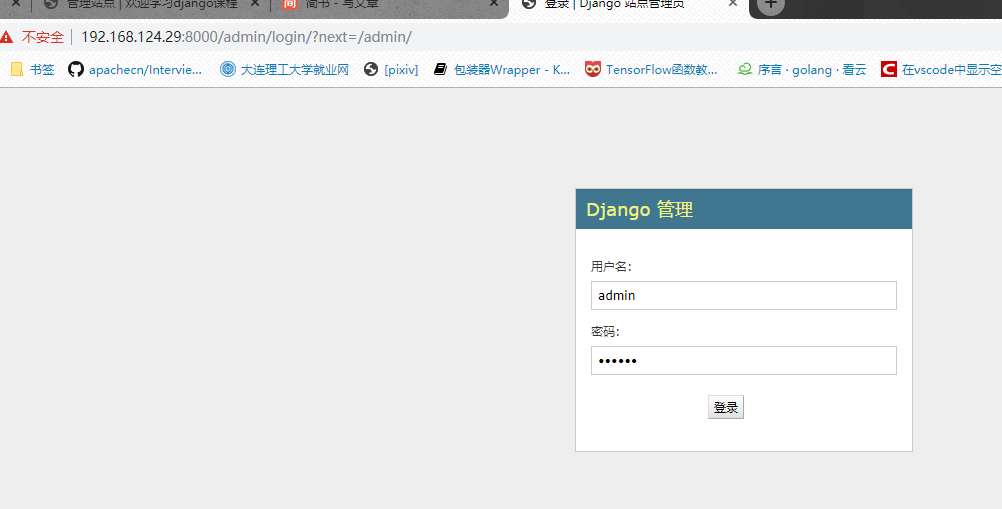 管理站点 | 欢迎学习django课程
简 简书 - 写文章
登录 | Django 站点管理员
不安全 | 192.168.124.29:8000/admin/login/?next=/admin/
书签 apachecn/Intervie... 大连理工大学就业网 [pixiv] 包装器Wrapper - K... TensorFlow函数教... 序言 · golang · 看云 C 在vscode中显示空
Django 管理
用户名:
admin
密码:
••••••
登录